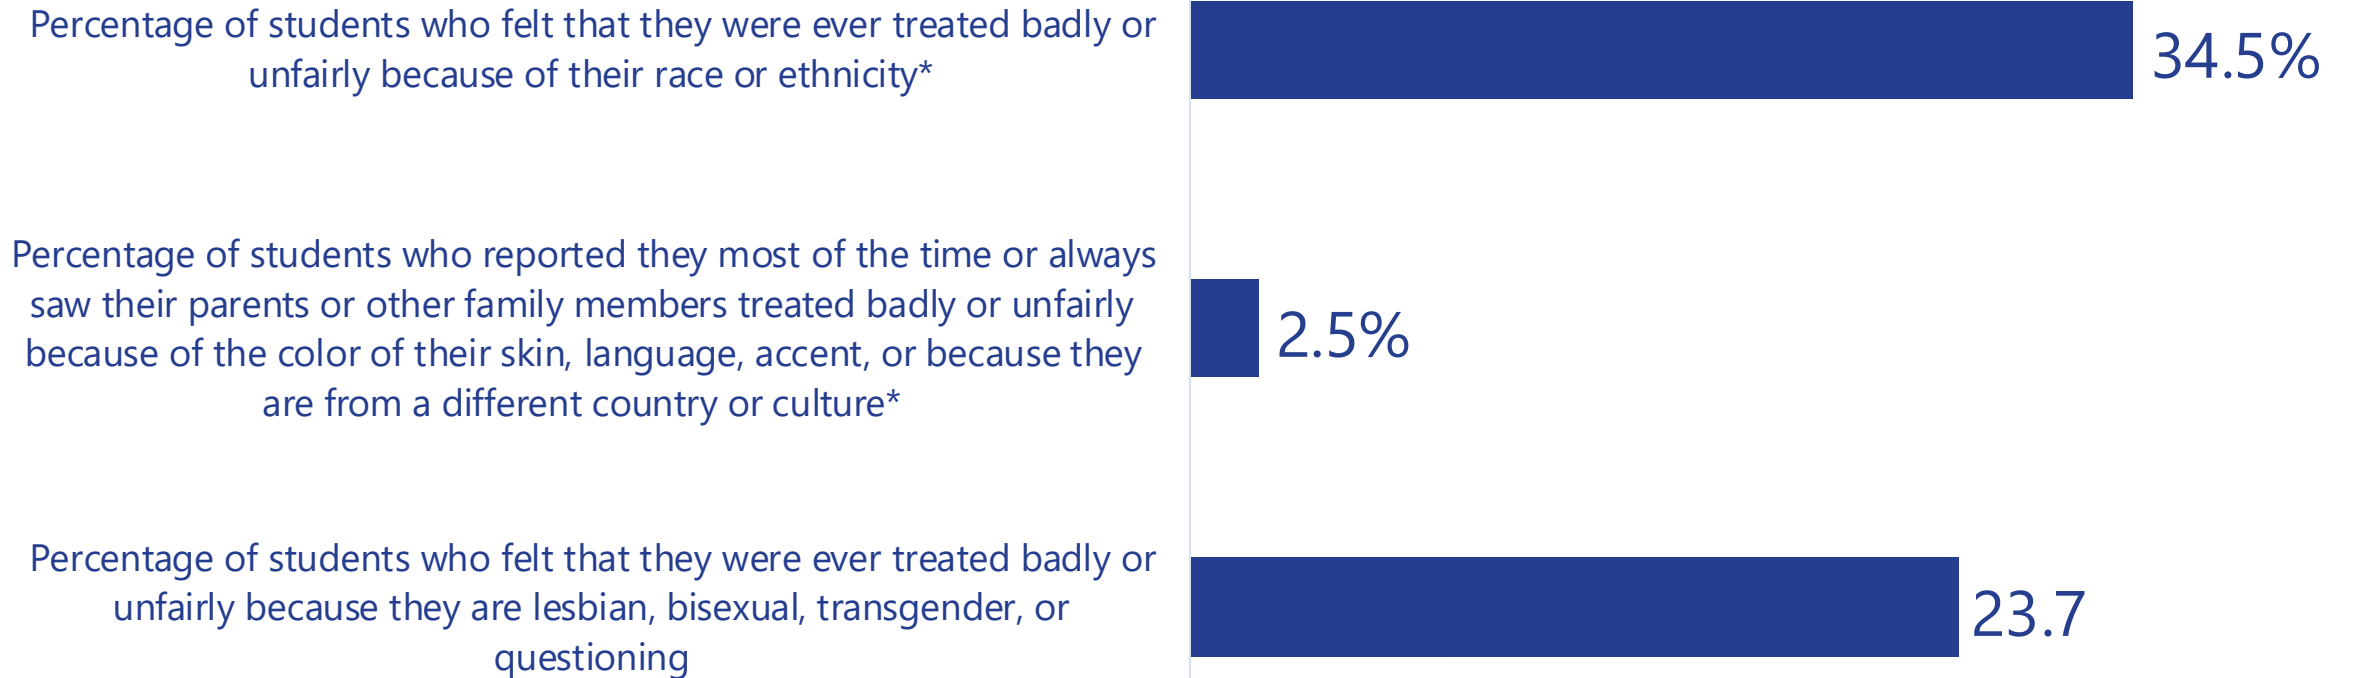 Percentage of students who felt that they were ever treated badly or
unfairly because of their race or ethnicity*
34.5%
Percentage of students who reported they most of the time or always
saw their parents or other family members treated badly or unfairly
because of the color of their skin, language, accent, or because they
are from a different country or culture*
2.5%
Percentage of students who felt that they were ever treated badly or
unfairly because they are lesbian, bisexual, transgender, or
questioning
23.7